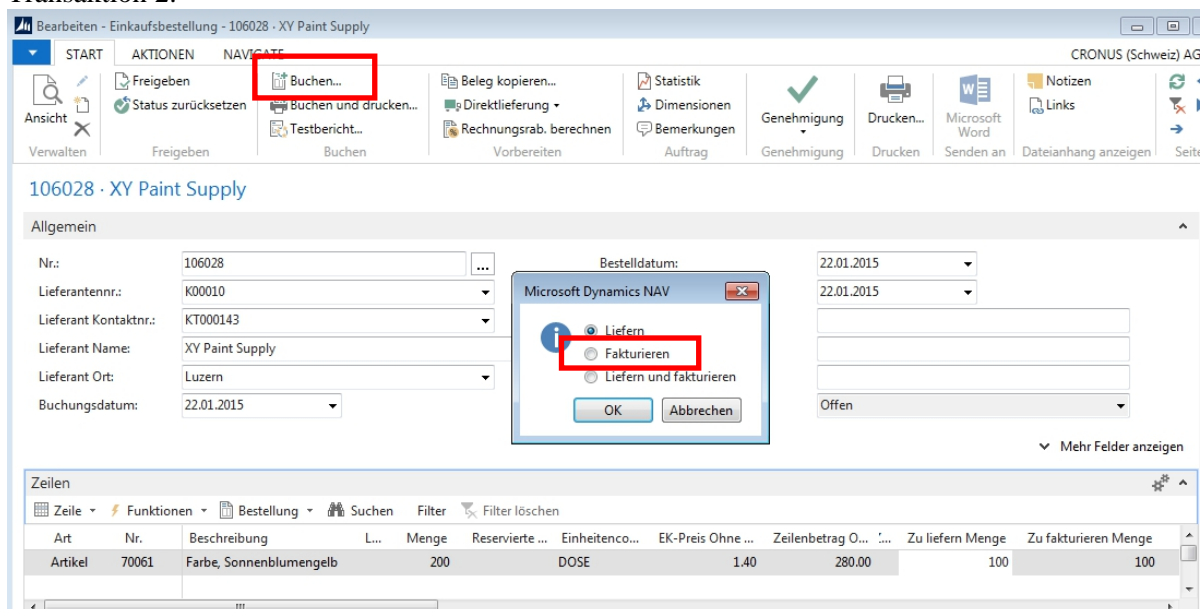 Bearbeiten - Einkaufsbestellung - 106028 · XY Paint Supply
START AKTIONEN NAVIGATE CRONUS (Schweiz) AG
Freigeben Buchen... Beleg kopieren... Statistik Notizen
Status zurücksetzen Buchen und drucken... Direktlieferung Dimensionen Links
Ansicht Testbericht... Rechnungsrab. berechnen Bemerkungen Genehmigung Drucken... Microsoft Word
Verwalten Freigeben Buchen Vorbereiten Auftrag Genehmigung Drucken Senden an Dateianhang anzeigen Seite
106028 · XY Paint Supply
Allgemein
Nr.: 106028 ... Bestelldatum: 22.01.2015
Lieferantennr.: K00010 Microsoft Dynamics NAV 22.01.2015
Lieferant Kontaktnr.: KT000143 Liefern
Lieferant Name: XY Paint Supply Fakturieren
Lieferant Ort: Luzern Liefern und fakturieren
Buchungsdatum: 22.01.2015 OK Abbrechen Offen
Mehr Felder anzeigen
Zeilen
Zeile Funktionen Bestellung Suchen Filter Filter löschen
Art Nr. Beschreibung L... Menge Reservierte ... Einheitenco... EK-Preis Ohne ... Zeilenbetrag O... Zu liefern Menge Zu fakturieren Menge
Artikel 70061 Farbe, Sonnenblumengelb 200 DOSE 1.40 280.00 100 100